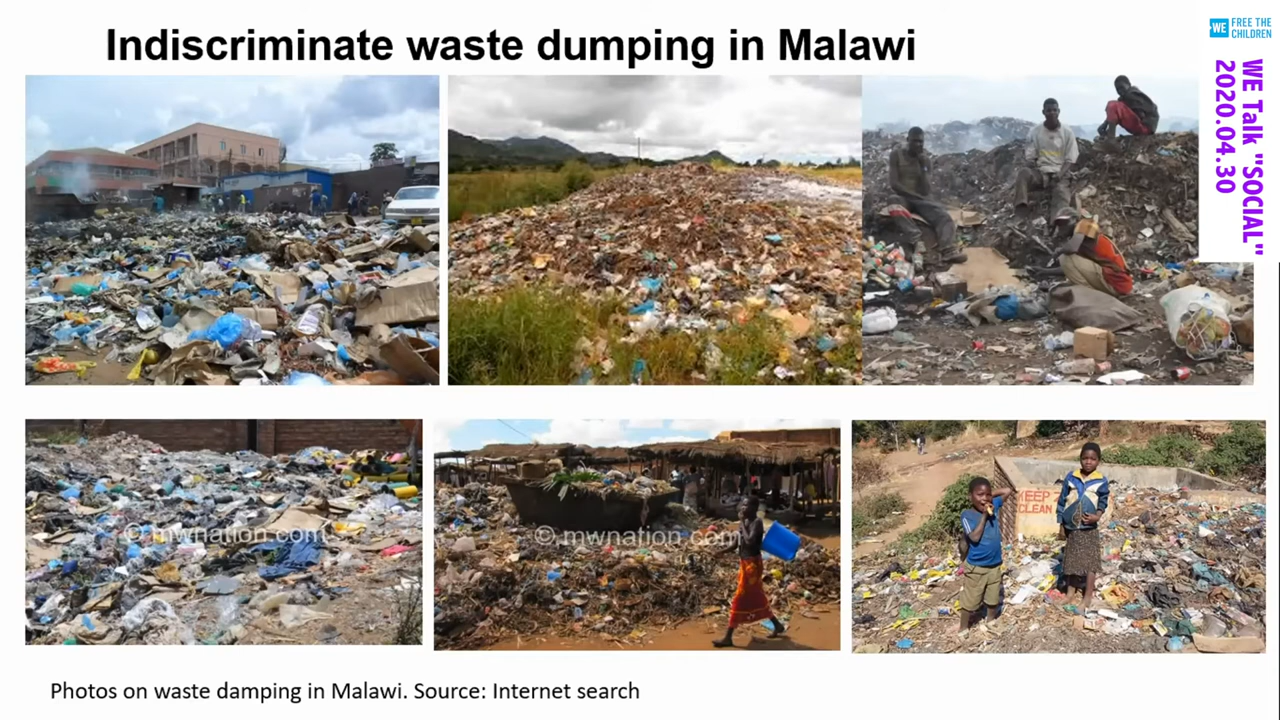 Indiscriminate waste dumping in Malawi
WE FREE THE
CHILDREN
WE Talk "SOCIAL"
2020.04.30
© mwnation.com
© mwnation.com
KEEP
CLEAN
Photos on waste damping in Malawi. Source: Internet search